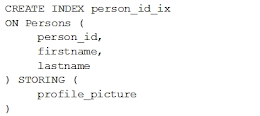 CREATE INDEX person_id_ix
ON Persons (
person_id,
firstname,
lastname
) STORING (
profile_picture
)